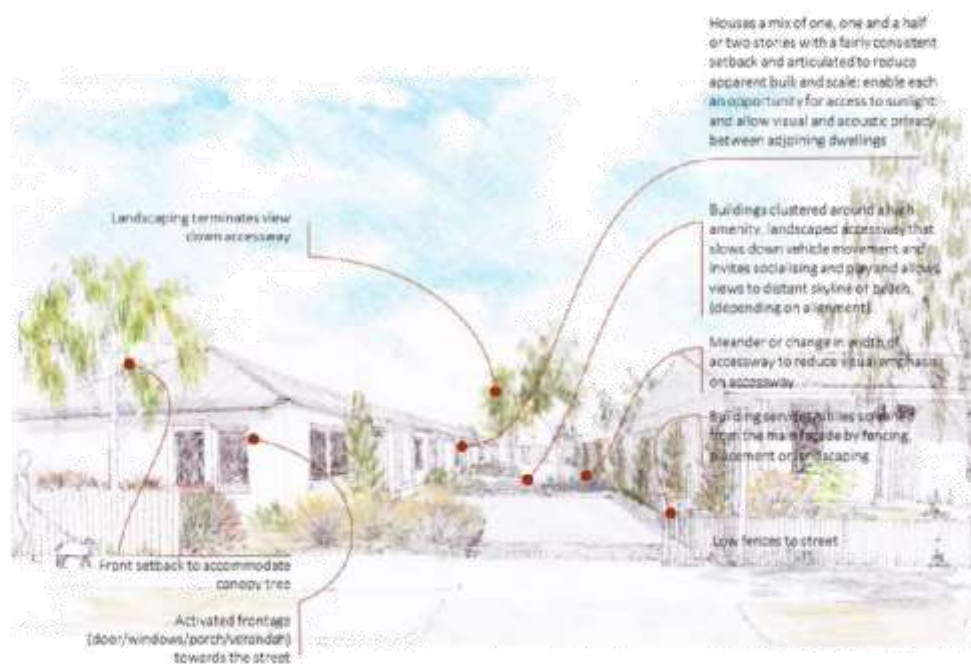 Houses a mix of one, one and a half
or two stories with a fairly consistent
setback and articulated to reduce
apparent bulk and scale; enable each
an opportunity for access to sunlight
and allow visual and acoustic privacy
between adjoining dwellings
Landscaping terminates view
down accessway
Buildings clustered around a high
amenity, landscaped accessway that
slows down vehicle movement and
invites socialising and play and allows
views to distant skyline or beach
(depending on alignment)
Meander or change in width of
accessway to reduce visual emphasis
on accessway
Building services/utilities screened
from the main facade by fencing,
placement or landscaping
Low fences to street
Front setback to accommodate
canopy tree
Activated frontage
(door/windows/porch/verandah)
towards the street